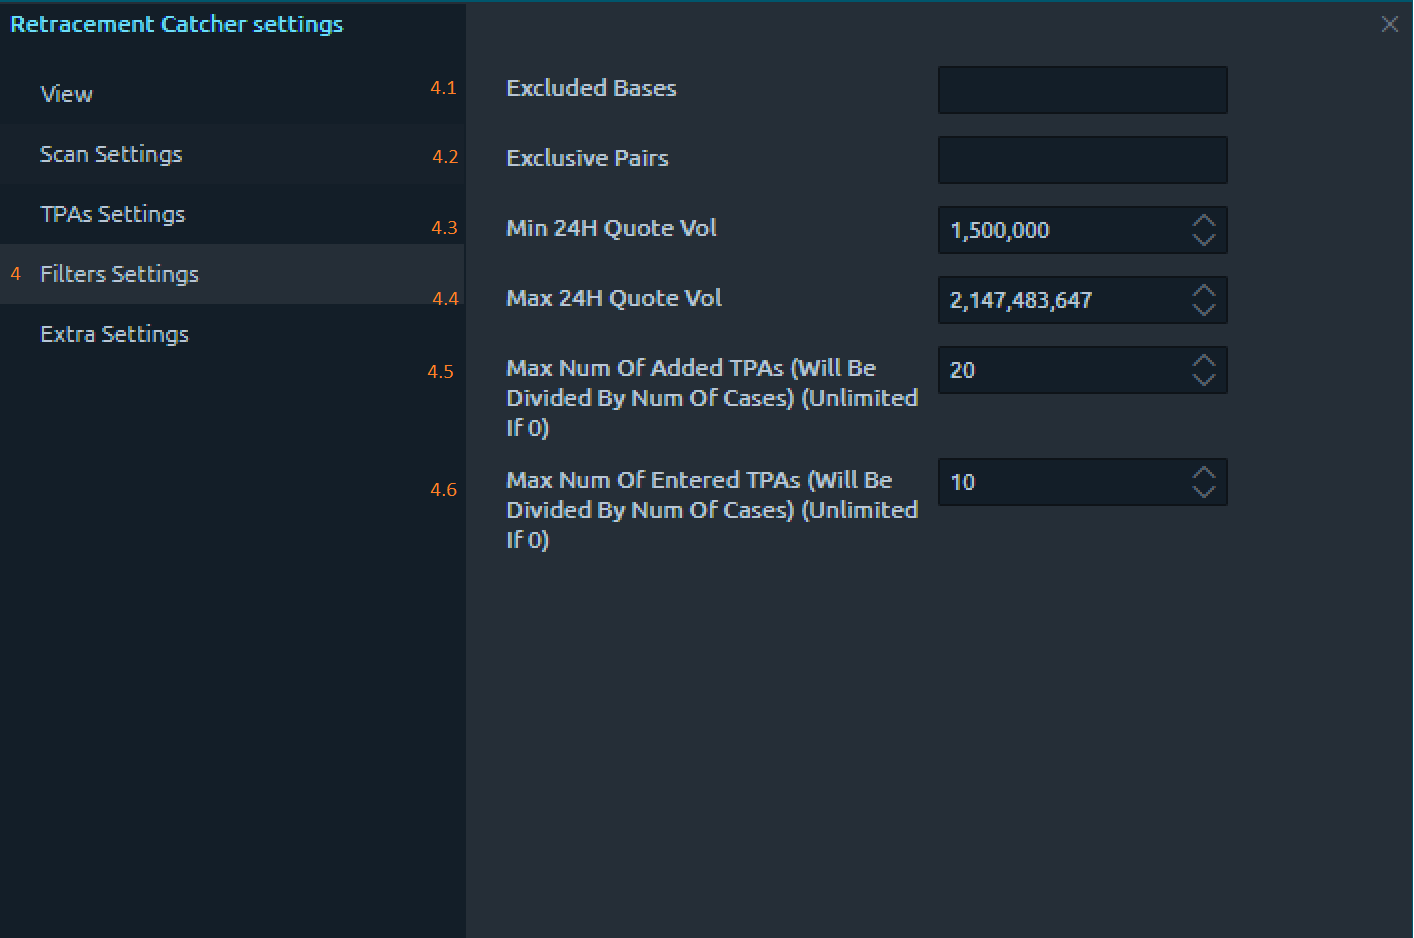 Retracement Catcher settings
View
Scan Settings
TPAs Settings
4 Filters Settings
Extra Settings
4.1 Excluded Bases
4.2 Exclusive Pairs
4.3 Min 24H Quote Vol 1,500,000
4.4 Max 24H Quote Vol 2,147,483,647
4.5 Max Num Of Added TPAs (Will Be 20
Divided By Num Of Cases) (Unlimited
If 0)
4.6 Max Num Of Entered TPAs (Will Be 10
Divided By Num Of Cases) (Unlimited
If 0)